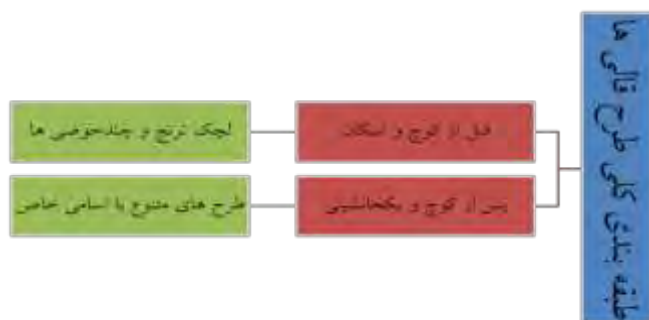 طبقه بندی کلی طرح قالی ها
قبل از کوچ و اسکان
لچک ترنج و چندحوضی ها
پس از کوچ و یکجانشینی
طرح های متنوع با اسامی خاص